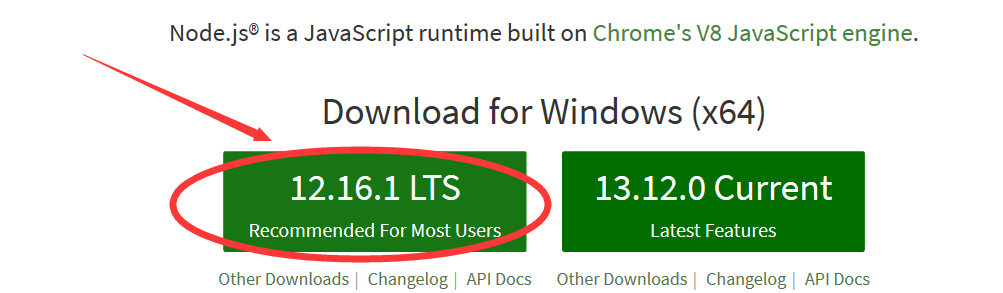 Node.js® is a JavaScript runtime built on Chrome's V8 JavaScript engine.
Download for Windows (x64)
12.16.1 LTS
Recommended For Most Users
13.12.0 Current
Latest Features
Other Downloads | Changelog | API Docs
Other Downloads | Changelog | API Docs